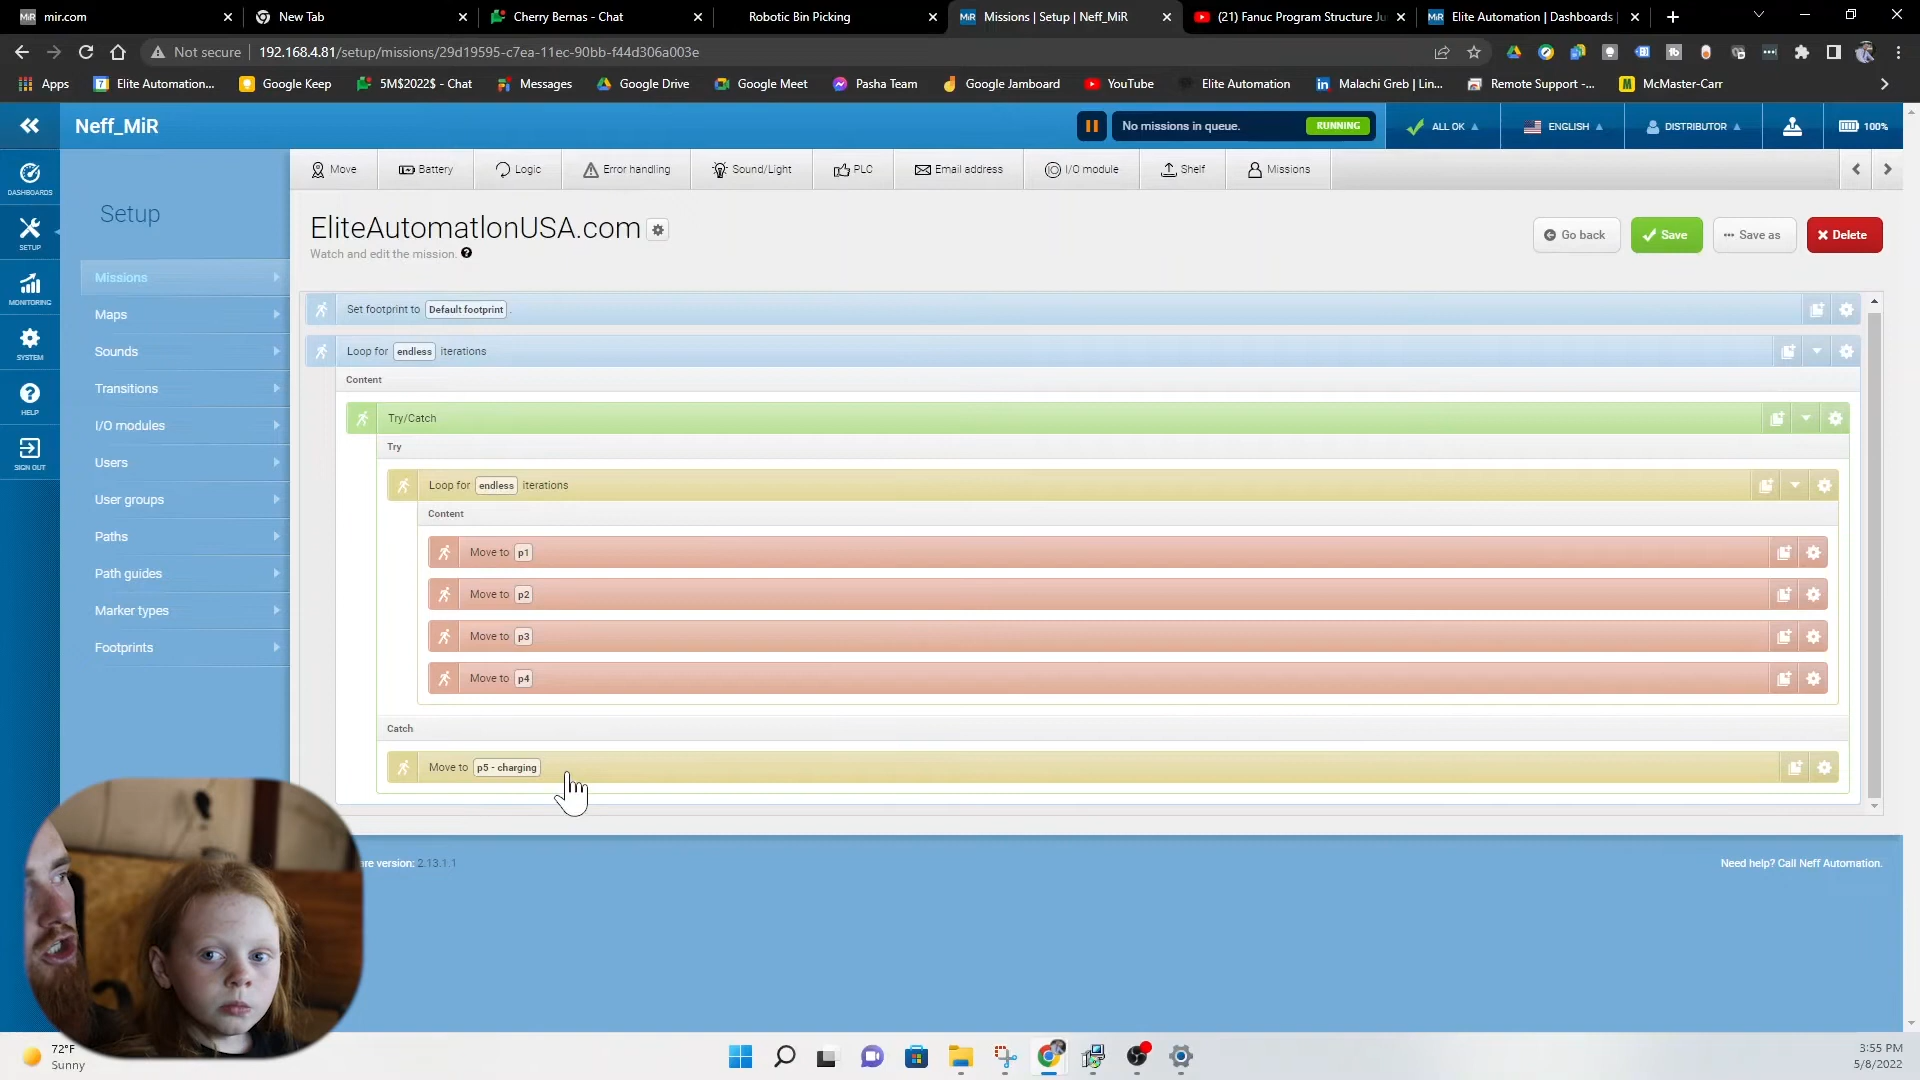 mir.com
New Tab
Cherry Bernas - Chat
Robotic Bin Picking
Missions | Setup | Neff_MiR
(21) Fanuc Program Structure Ju
Elite Automation | Dashboards
Not secure
192.168.4.81/setup/missions/29d19595-c7ea-11ec-90bb-f44d306a003e
Apps
Elite Automation...
Google Keep
5M$2022$ - Chat
Messages
Google Drive
Google Meet
Pasha Team
Google Jamboard
YouTube
Elite Automation
Malachi Greb | Lin...
Remote Support -...
McMaster-Carr
Neff_MiR
No missions in queue.
RUNNING
ALL OK
ENGLISH
DISTRIBUTOR
100%
DASHBOARDS
SETUP
MONITORING
SYSTEM
HELP
SIGN OUT
Setup
Missions
Maps
Sounds
Transitions
I/O modules
Users
User groups
Paths
Path guides
Marker types
Footprints
Move
Battery
Logic
Error handling
Sound/Light
PLC
Email address
I/O module
Shelf
Missions
EliteAutomatIonUSA.com
Watch and edit the mission.
Go back
Save
Save as
Delete
Set footprint to Default footprint .
Loop for endless iterations
Content
Try/Catch
Try
Loop for endless iterations
Content
Move to p1
Move to p2
Move to p3
Move to p4
Catch
Move to p5 - charging
are version: 2.13.1.1
Need help? Call Neff Automation.
72°F
Sunny
3:55 PM
5/8/2022